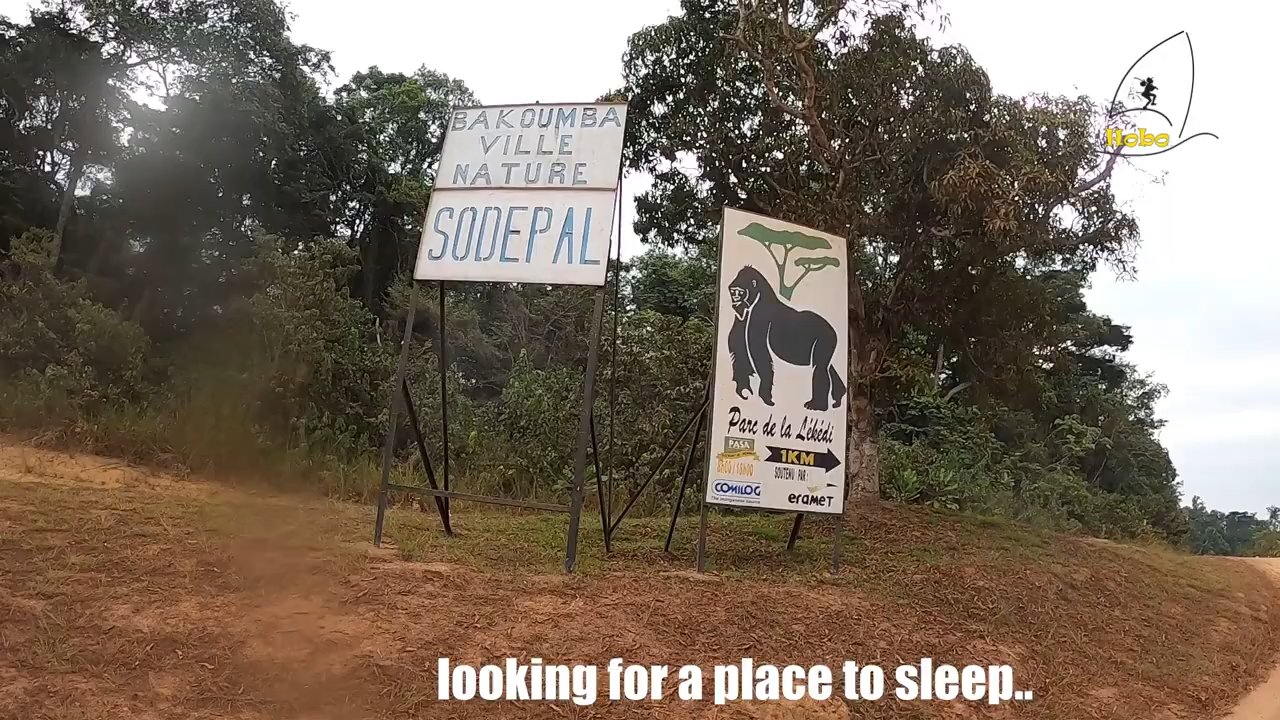 BAKOUMBA
VILLE
NATURE
SODEPAL
Hobo
Parc de la Lékédi
PASA
1KM
SOUTENU PAR:
COMILOG
eramet
looking for a place to sleep..